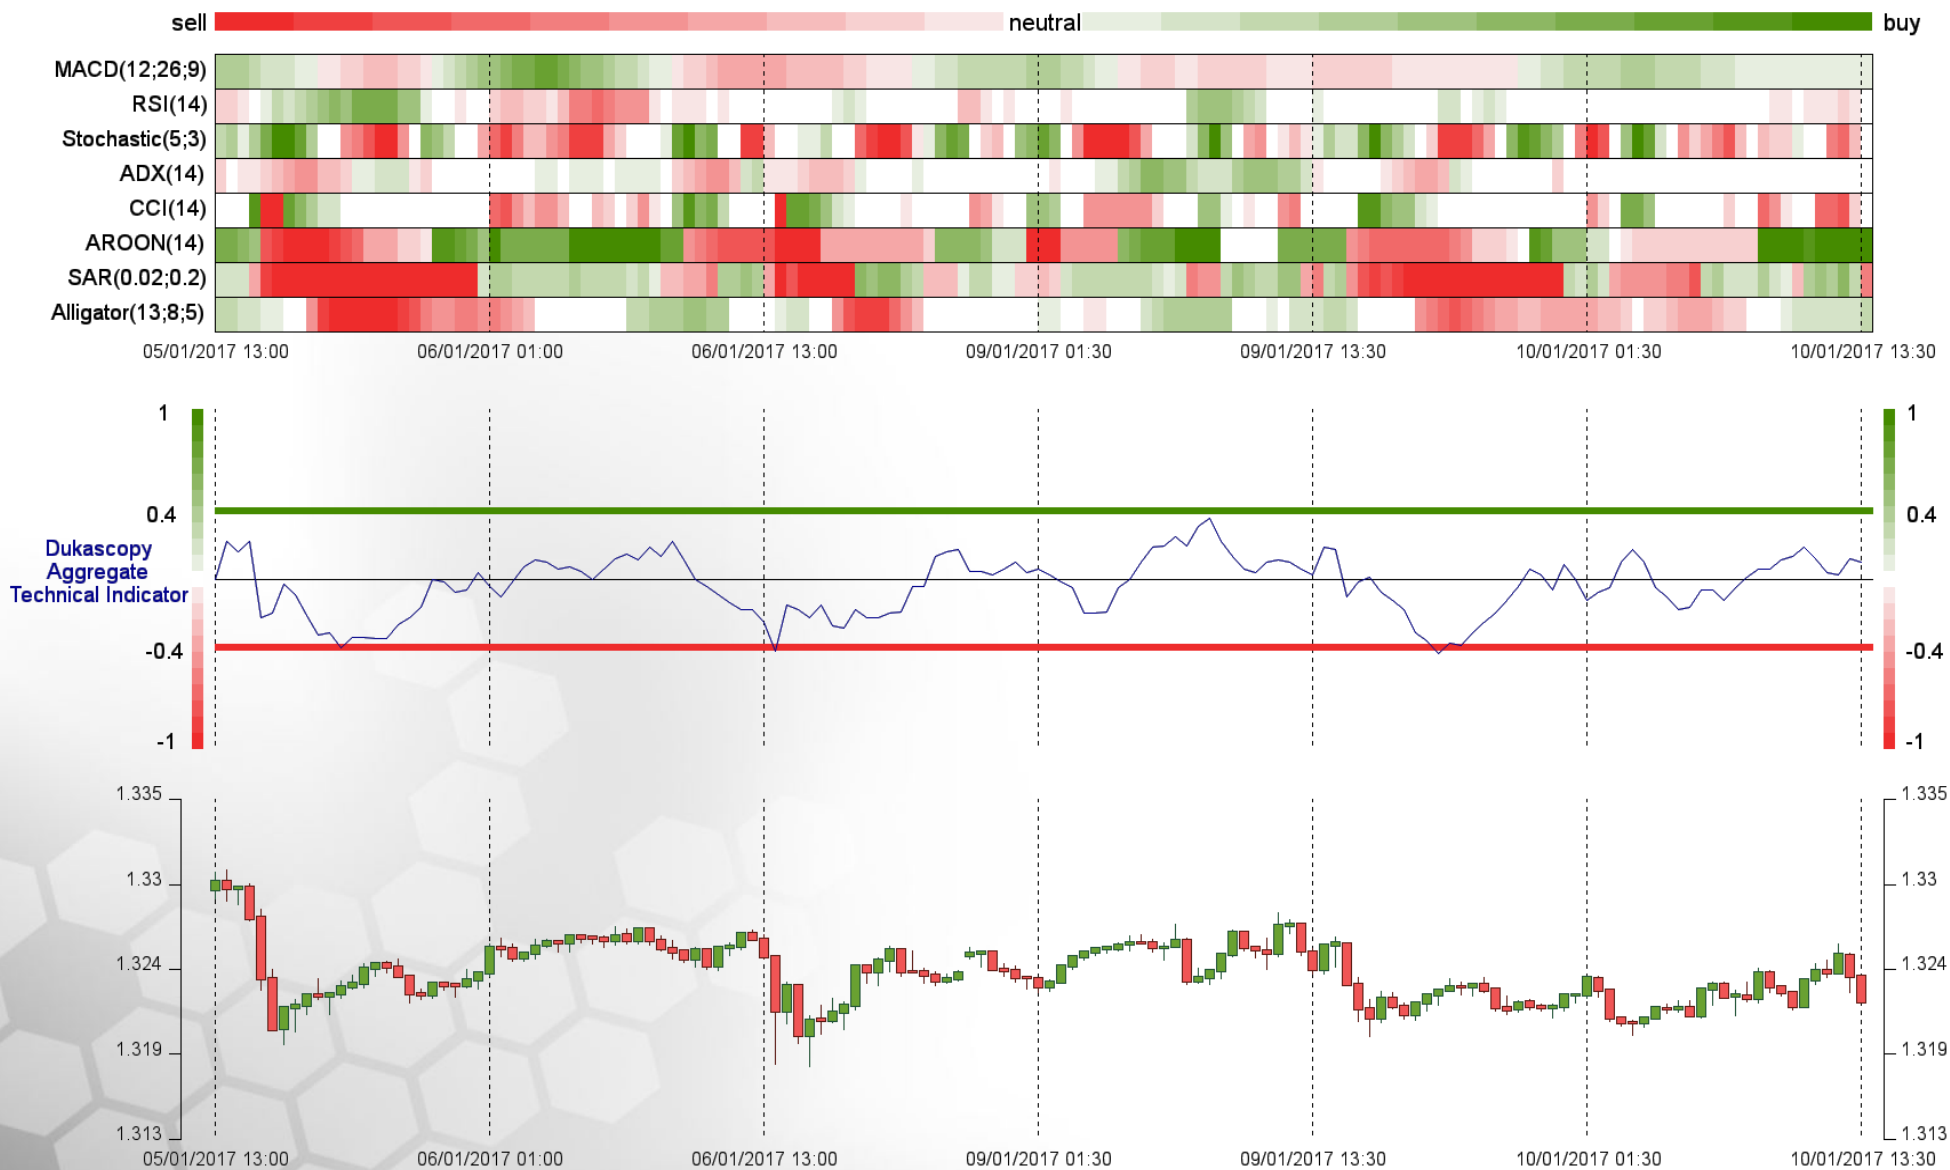 sell neutral buy
MACD(12;26;9)
RSI(14)
Stochastic(5;3)
ADX(14)
CCI(14)
AROON(14)
SAR(0.02;0.2)
Alligator(13;8;5)
05/01/2017 13:00 06/01/2017 01:00 06/01/2017 13:00 09/01/2017 01:30 09/01/2017 13:30 10/01/2017 01:30 10/01/2017 13:30
1 1
0.4 0.4
Dukascopy
Aggregate
Technical Indicator
-0.4 -0.4
-1 -1
1.335 1.335
1.33 1.33
1.324 1.324
1.319 1.319
1.313 1.313
05/01/2017 13:00 06/01/2017 01:00 06/01/2017 13:00 09/01/2017 01:30 09/01/2017 13:30 10/01/2017 01:30 10/01/2017 13:30